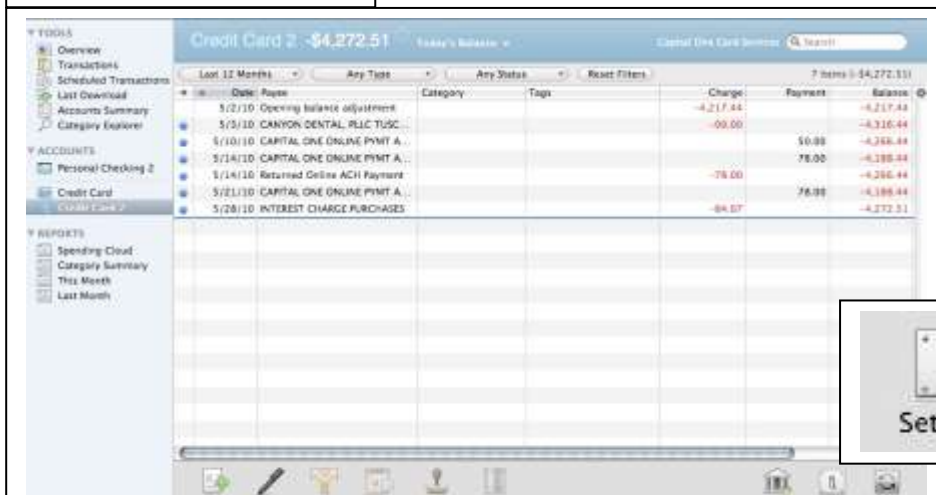 TOOLS
Overview
Transactions
Scheduled Transactions
Last Download
Accounts Summary
Category Explorer
ACCOUNTS
Personal Checking 2
Credit Card
Credit Card 2
REPORTS
Spending Cloud
Category Summary
This Month
Last Month
Credit Card 2 -$4,272.51 Today's Balance Capital One Card Services Search
Last 12 Months Any Type Any Status Reset Filters 7 items (-$4,272.51)
Date Payee Category Tags Charge Payment Balance
5/2/10 Opening balance adjustment -4,217.44 -4,217.44
5/5/10 CANYON DENTAL, PLLC TUSC... -99.00 -4,316.44
5/10/10 CAPITAL ONE ONLINE PYMT A... 50.00 -4,266.44
5/14/10 CAPITAL ONE ONLINE PYMT A... 78.00 -4,188.44
5/14/10 Returned Online ACH Payment -78.00 -4,266.44
5/21/10 CAPITAL ONE ONLINE PYMT A... 78.00 -4,188.44
5/28/10 INTEREST CHARGE:PURCHASES -84.07 -4,272.51
Set